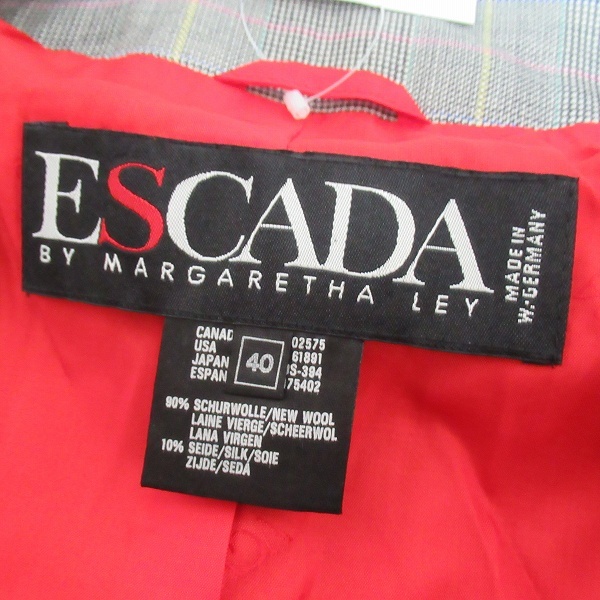 ESCADA
BY MARGARETHA LEY
MADE IN
W.-GERMANY
CANAD 02575
USA 61891
JAPAN
ESPAN 75402
40
90% SCHURWOLLE/NEW WOOL
LAINE VIERGE/SCHEERWOL
LANA VIRGEN
10% SEIDE/SILK/SOIE
ZIJDE/SEDA